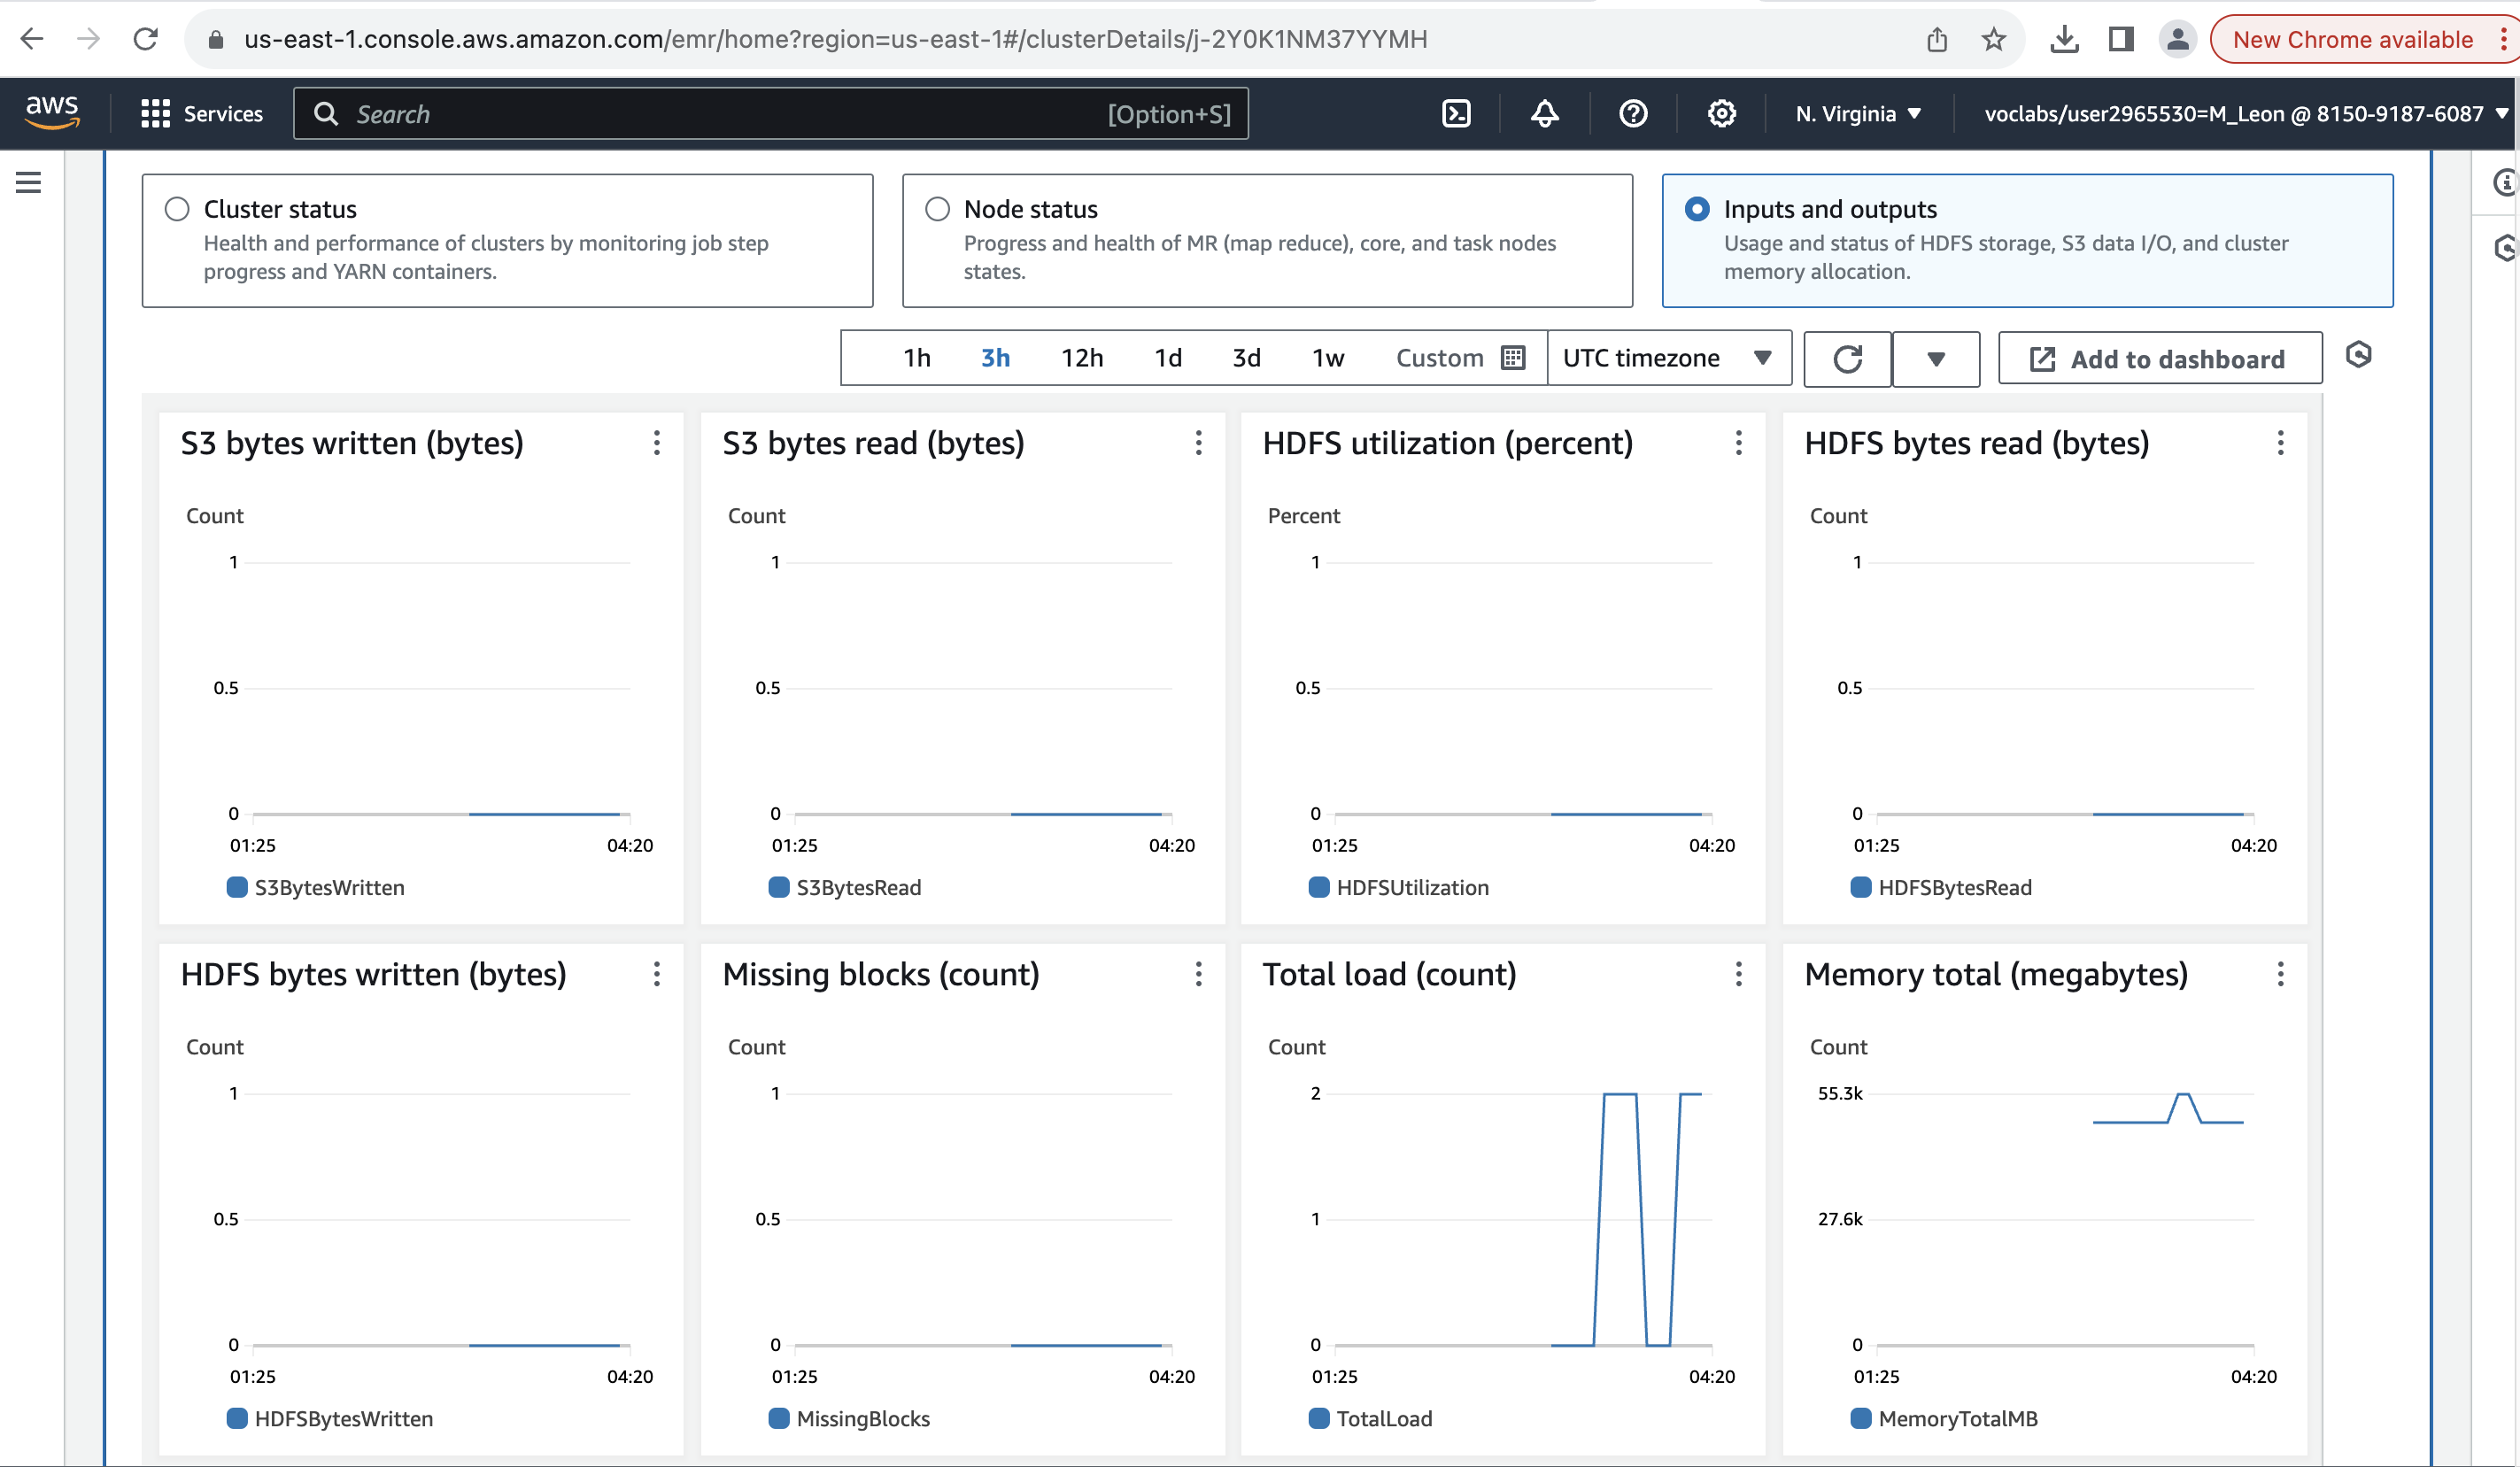 us-east-1.console.aws.amazon.com/emr/home?region=us-east-1#/clusterDetails/j-2Y0K1NM37YYMH
New Chrome available
aws
Services
Search
[Option+S]
N. Virginia
voclabs/user2965530=M_Leon @ 8150-9187-6087
Cluster status
Health and performance of clusters by monitoring job step
progress and YARN containers.
Node status
Progress and health of MR (map reduce), core, and task nodes
states.
Inputs and outputs
Usage and status of HDFS storage, S3 data I/O, and cluster
memory allocation.
1h
3h
12h
1d
3d
1w
Custom
UTC timezone
Add to dashboard
S3 bytes written (bytes)
Count
1
0.5
0
01:25
04:20
S3BytesWritten
S3 bytes read (bytes)
Count
1
0.5
0
01:25
04:20
S3BytesRead
HDFS utilization (percent)
Percent
1
0.5
0
01:25
04:20
HDFSUtilization
HDFS bytes read (bytes)
Count
1
0.5
0
01:25
04:20
HDFSBytesRead
HDFS bytes written (bytes)
Count
1
0.5
0
01:25
04:20
HDFSBytesWritten
Missing blocks (count)
Count
1
0.5
0
01:25
04:20
MissingBlocks
Total load (count)
Count
2
1
0
01:25
04:20
TotalLoad
Memory total (megabytes)
Count
55.3k
27.6k
0
01:25
04:20
MemoryTotalMB